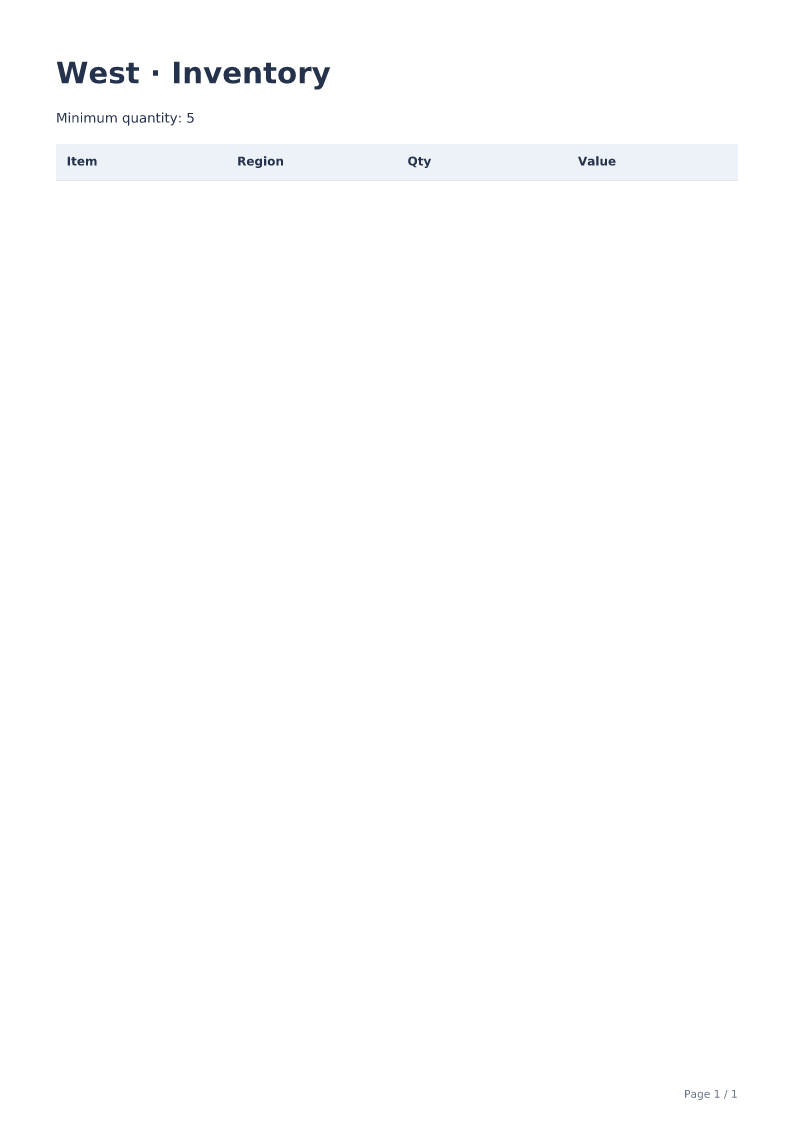 West · Inventory
Minimum quantity: 5
Item Region Qty Value
Page 1 / 1